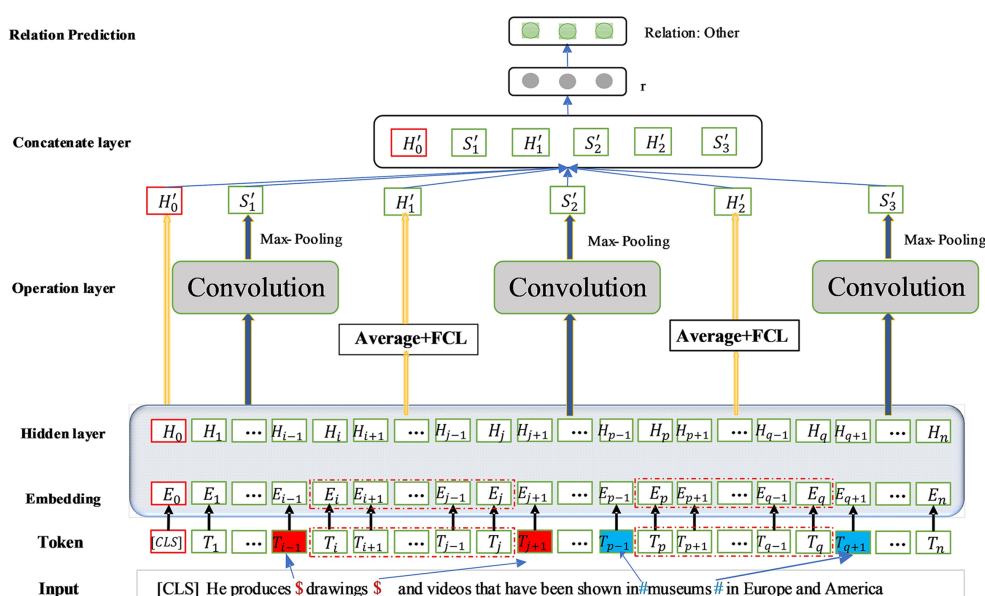 Relation Prediction
Relation: Other
r
Concatenate layer
H′0 S′1 H′1 S′2 H′2 S′3
H′0 S′1 H′1 S′2 H′2 S′3
Max-Pooling Max-Pooling Max-Pooling
Operation layer Convolution Convolution Convolution
Average+FCL Average+FCL
Hidden layer H0 H1 ... Hi−1 Hi Hi+1 ... Hj−1 Hj Hj+1 ... Hp−1 Hp Hp+1 ... Hq−1 Hq Hq+1 ... Hn
Embedding E0 E1 ... Ei−1 Ei Ei+1 ... Ej−1 Ej Ej+1 ... Ep−1 Ep Ep+1 ... Eq−1 Eq Eq+1 ... En
Token [CLS] T1 ... Ti−1 Ti Ti+1 ... Tj−1 Tj Tj+1 ... Tp−1 Tp Tp+1 ... Tq−1 Tq Tq+1 ... Tn
Input [CLS] He produces $ drawings $ and videos that have been shown in # museums # in Europe and America